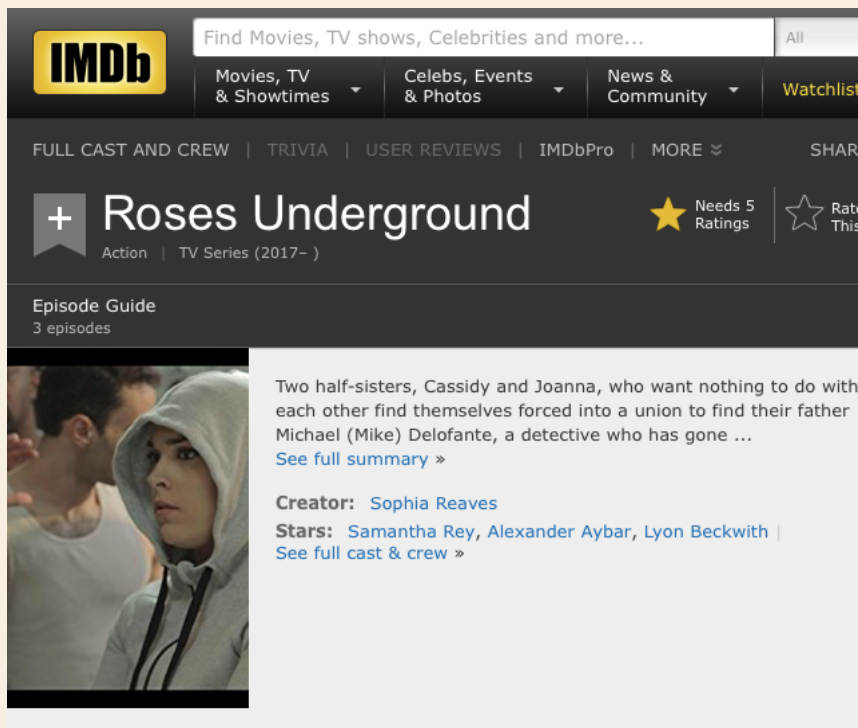 IMDb
Find Movies, TV shows, Celebrities and more...
All
Movies, TV
& Showtimes
Celebs, Events
& Photos
News &
Community
Watchlist
FULL CAST AND CREW | TRIVIA | USER REVIEWS | IMDbPro | MORE
SHAR
+ Roses Underground
Needs 5
Ratings
Rate
This
Action | TV Series (2017– )
Episode Guide
3 episodes
Two half-sisters, Cassidy and Joanna, who want nothing to do with
each other find themselves forced into a union to find their father
Michael (Mike) Delofante, a detective who has gone ...
See full summary »
Creator: Sophia Reaves
Stars: Samantha Rey, Alexander Aybar, Lyon Beckwith |
See full cast & crew »